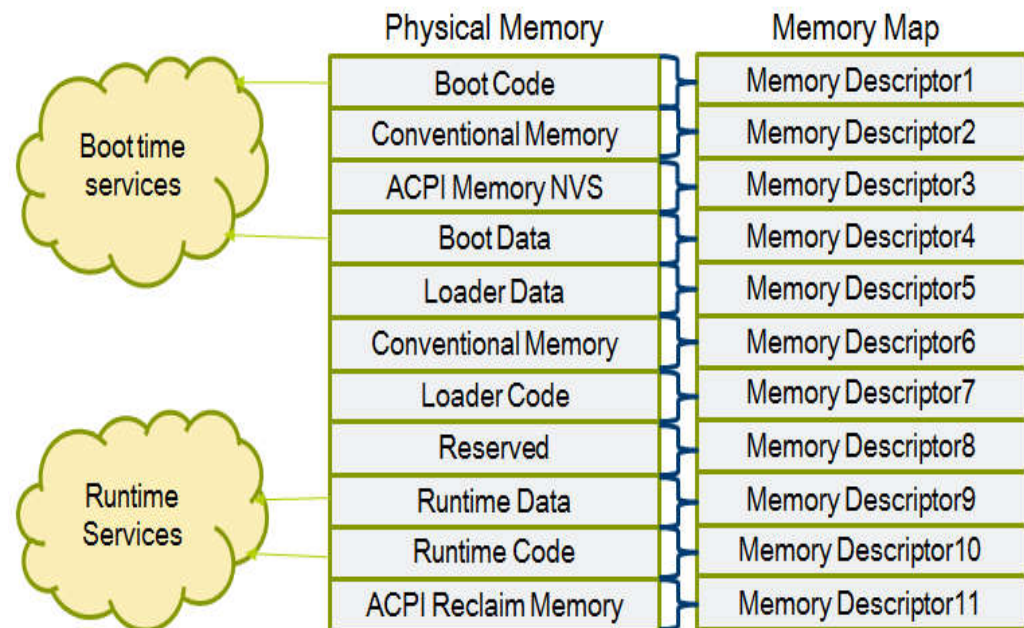 Physical Memory
Memory Map
Boot time
services
Runtime
Services
Boot Code
Conventional Memory
ACPI Memory NVS
Boot Data
Loader Data
Conventional Memory
Loader Code
Reserved
Runtime Data
Runtime Code
ACPI Reclaim Memory
Memory Descriptor1
Memory Descriptor2
Memory Descriptor3
Memory Descriptor4
Memory Descriptor5
Memory Descriptor6
Memory Descriptor7
Memory Descriptor8
Memory Descriptor9
Memory Descriptor10
Memory Descriptor11